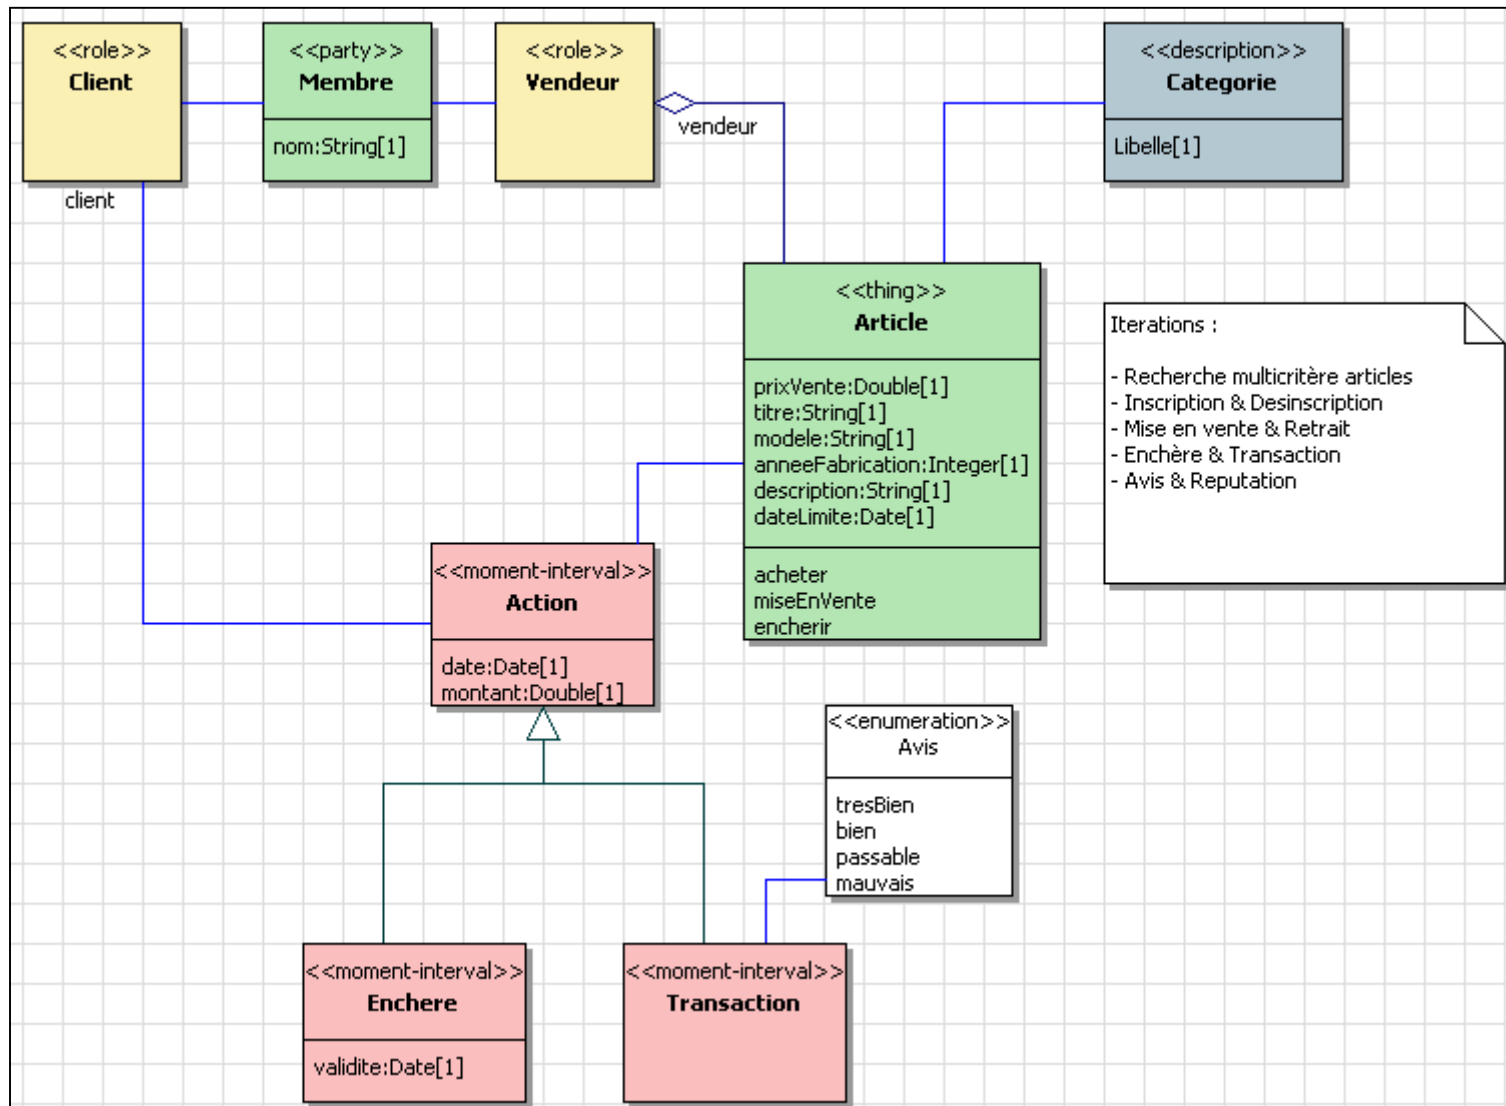 <<role>>
Client
<<party>>
Membre
nom:String[1]
<<role>>
Vendeur
vendeur
<<description>>
Categorie
Libelle[1]
client
<<thing>>
Article
prixVente:Double[1]
titre:String[1]
modele:String[1]
anneeFabrication:Integer[1]
description:String[1]
dateLimite:Date[1]
acheter
miseEnVente
encherir
Iterations :
- Recherche multicritère articles
- Inscription & Desinscription
- Mise en vente & Retrait
- Enchère & Transaction
- Avis & Reputation
<<moment-interval>>
Action
date:Date[1]
montant:Double[1]
<<enumeration>>
Avis
tresBien
bien
passable
mauvais
<<moment-interval>>
Enchere
validite:Date[1]
<<moment-interval>>
Transaction